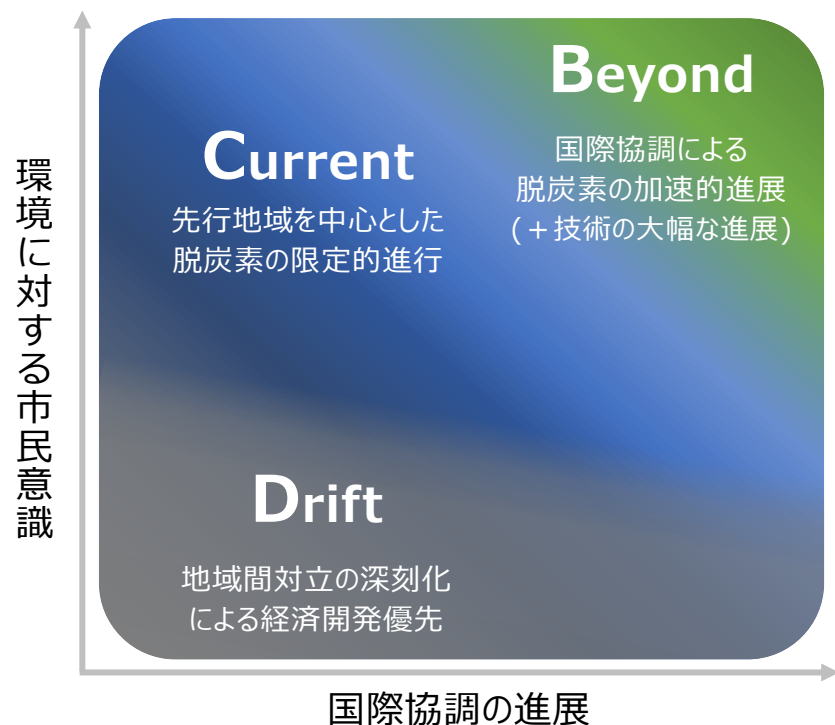 環境に対する市民意識
Beyond
国際協調による
脱炭素の加速的進展
(＋技術の大幅な進展)
Current
先行地域を中心とした
脱炭素の限定的進行
Drift
地域間対立の深刻化
による経済開発優先
国際協調の進展